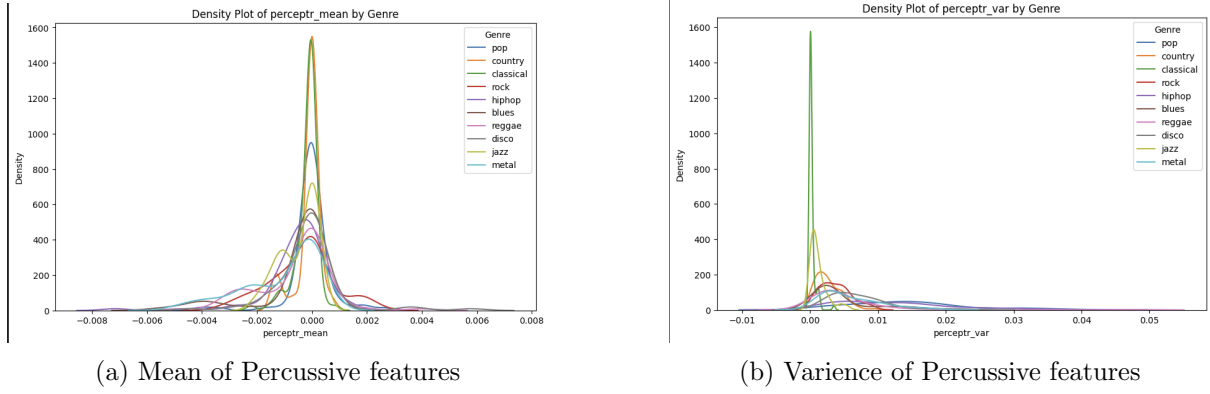 Density Plot of perceptr_mean by Genre
1600
1400
1200
1000
800
600
400
200
0
Density
−0.008 −0.006 −0.004 −0.002 0.000 0.002 0.004 0.006 0.008
perceptr_mean
Genre
pop
country
classical
rock
hiphop
blues
reggae
disco
jazz
metal
(a) Mean of Percussive features
Density Plot of perceptr_var by Genre
1600
1400
1200
1000
800
600
400
200
0
Density
−0.01 0.00 0.01 0.02 0.03 0.04 0.05
perceptr_var
Genre
pop
country
classical
rock
hiphop
blues
reggae
disco
jazz
metal
(b) Varience of Percussive features